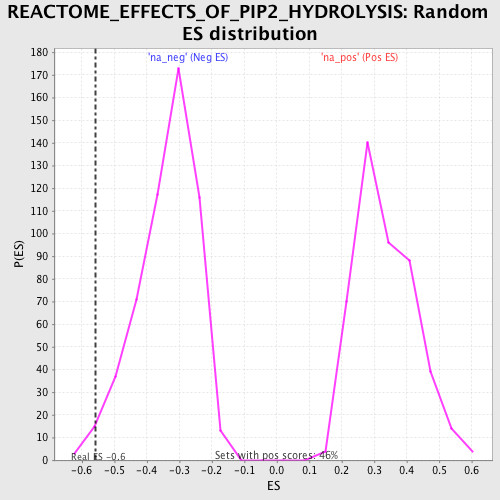 REACTOME_EFFECTS_OF_PIP2_HYDROLYSIS: Random
ES distribution
'na_neg' (Neg ES)
'na_pos' (Pos ES)
180
170
160
150
140
130
120
110
100
90
80
70
60
50
40
30
20
10
0
P(ES)
Real ES -0.6
Sets with pos scores: 46%
-0.6 -0.5 -0.4 -0.3 -0.2 -0.1 0.0 0.1 0.2 0.3 0.4 0.5 0.6
ES